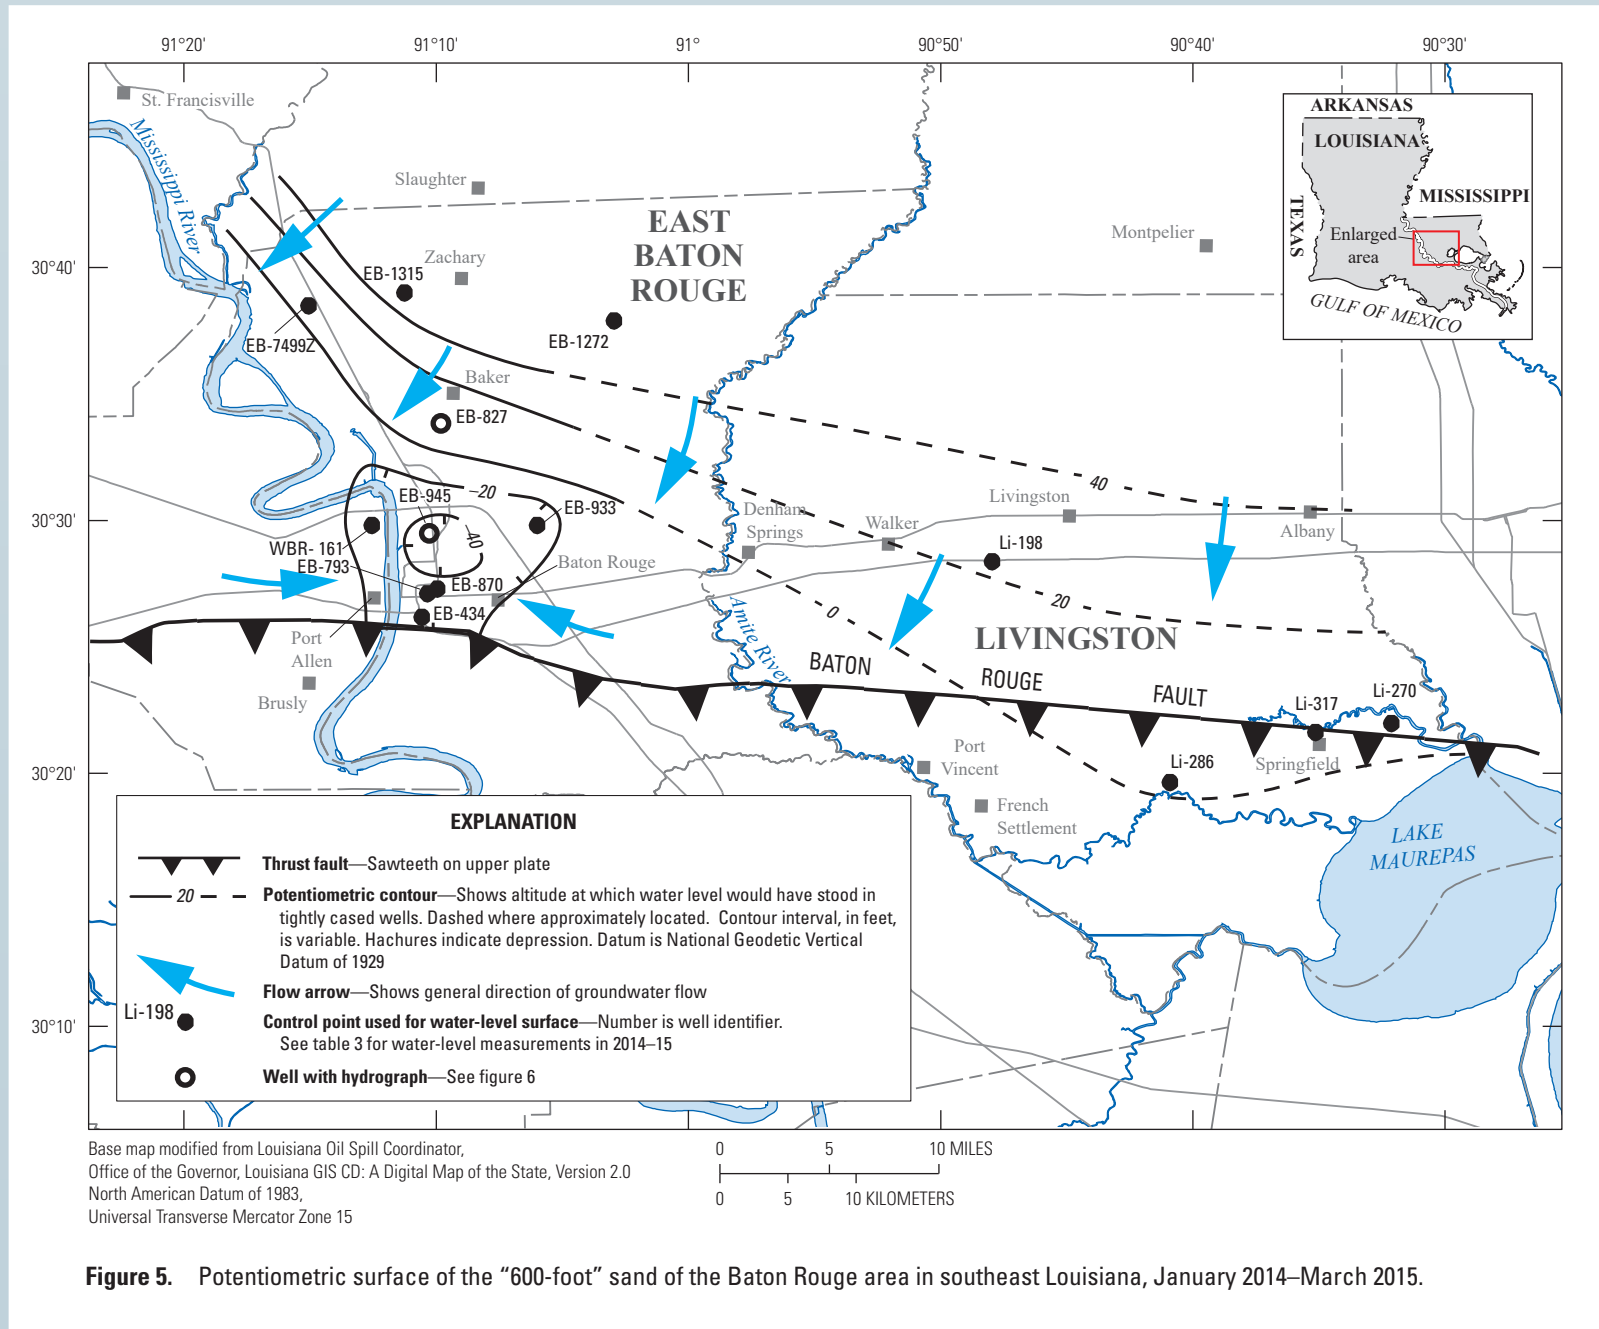 91°20'
91°10'
91°
90°50'
90°40'
90°30'
St. Francisville
Mississippi River
Slaughter
EAST
BATON
ROUGE
Zachary
Montpelier
30°40'
EB-1315
EB-7499Z
EB-1272
ARKANSAS
LOUISIANA
MISSISSIPPI
TEXAS
Enlarged
area
GULF OF MEXICO
Baker
EB-827
40
–20
EB-945
EB-933
–40
30°30'
Denham
Springs
Walker
Livingston
Albany
Li-198
WBR- 161
EB-793
EB-870
Baton Rouge
EB-434
20
0
Amite River
LIVINGSTON
Port
Allen
Brusly
BATON
ROUGE
FAULT
Li-317
Li-270
Springfield
Port
Vincent
Li-286
French
Settlement
30°20'
LAKE
MAUREPAS
30°10'
EXPLANATION
Thrust fault—Sawteeth on upper plate
20
Potentiometric contour—Shows altitude at which water level would have stood in
tightly cased wells. Dashed where approximately located. Contour interval, in feet,
is variable. Hachures indicate depression. Datum is National Geodetic Vertical
Datum of 1929
Flow arrow—Shows general direction of groundwater flow
Li-198
Control point used for water-level surface—Number is well identifier.
See table 3 for water-level measurements in 2014–15
Well with hydrograph—See figure 6
Base map modified from Louisiana Oil Spill Coordinator,
Office of the Governor, Louisiana GIS CD: A Digital Map of the State, Version 2.0
North American Datum of 1983,
Universal Transverse Mercator Zone 15
0 5 10 MILES
0 5 10 KILOMETERS
Figure 5. Potentiometric surface of the “600-foot” sand of the Baton Rouge area in southeast Louisiana, January 2014–March 2015.